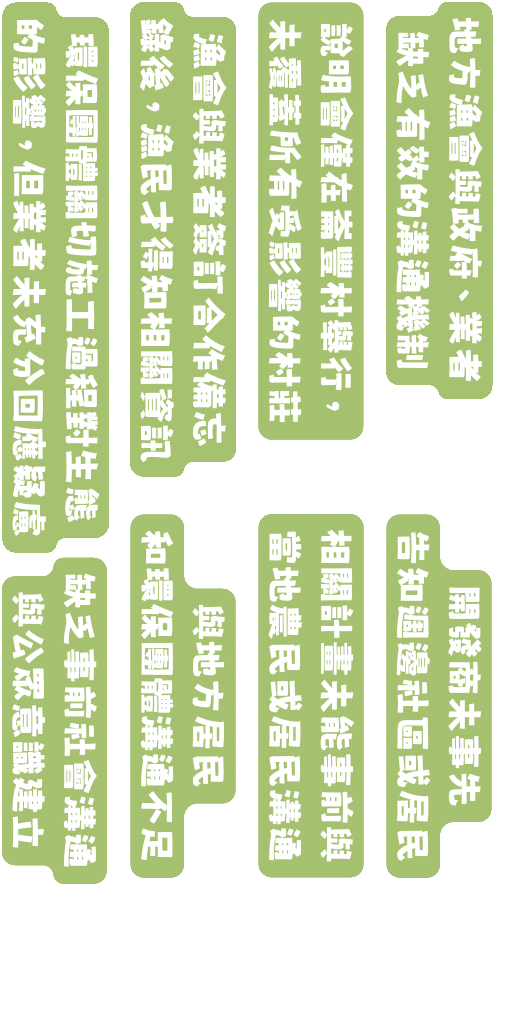 地方漁會與政府、業者
缺乏有效的溝通機制
說明會僅在番豐村舉行，
未覆蓋所有受影響的村莊
漁會與業者簽訂合作備忘
錄後，漁民才得知相關資訊
環保團體關切施工過程對生態
的影響，但業者未充分回應疑慮
開發商未事先
告知週邊社區或居民
相關計畫未能事前與
當地農民或居民溝通
與地方居民
和環保團體溝通不足
缺乏事前社會溝通
與公眾意識建立